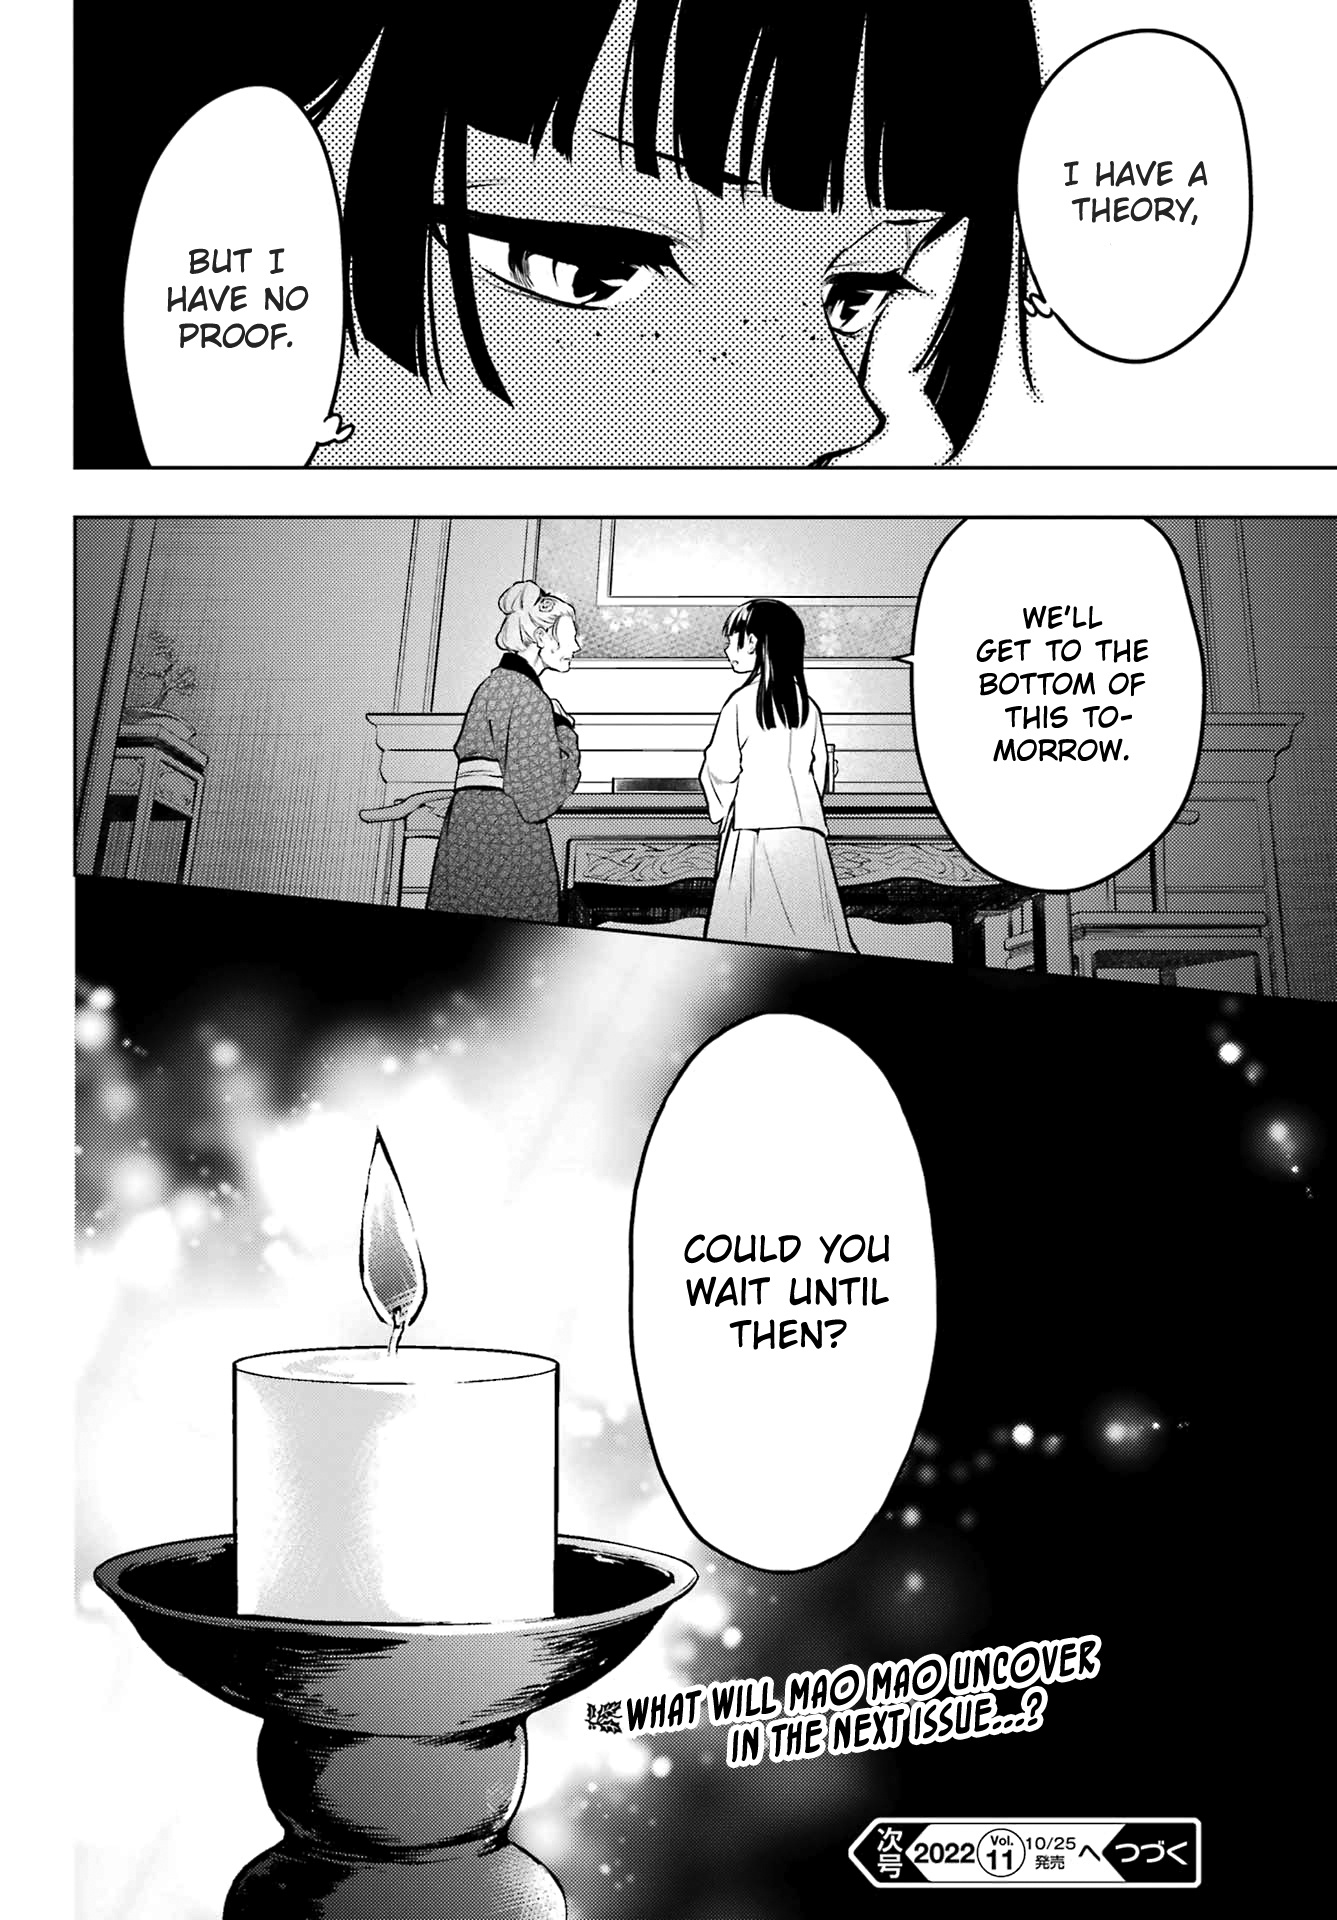 I HAVE A
THEORY,
BUT I
HAVE NO
PROOF.
WE'LL
GET TO THE
BOTTOM OF
THIS TO-
MORROW.
COULD YOU
WAIT UNTIL
THEN?
WHAT WILL MAO MAO UNCOVER
IN THE NEXT ISSUE...?
次号 2022 Vol. 11 10/25 発売 へ つづく